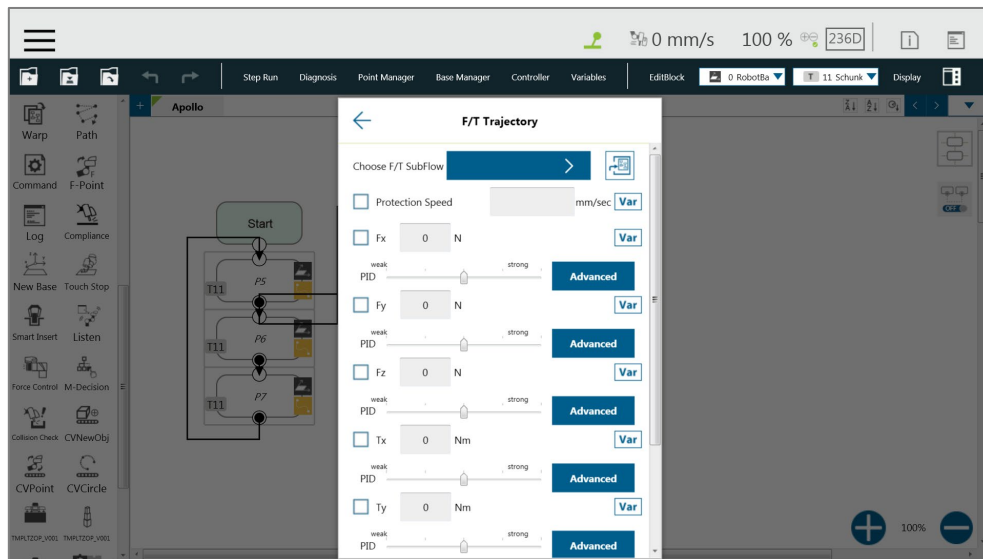 0 mm/s 100 % 236D
Step Run Diagnosis Point Manager Base Manager Controller Variables EditBlock 0 RobotBa T 11 Schunk Display
Apollo
Warp Path
Command F-Point
Log Compliance
New Base Touch Stop
Smart Insert Listen
Force Control M-Decision
Collision Check CVNewObj
CVPoint CVCircle
TMPLTZOP_V001 TMPLTZOP_V001
Start
P5
T11
P6
T11
P7
T11
F/T Trajectory
Choose F/T SubFlow
Protection Speed mm/sec Var
Fx 0 N Var
weak strong
PID Advanced
Fy 0 N Var
weak strong
PID Advanced
Fz 0 N Var
weak strong
PID Advanced
Tx 0 Nm Var
weak strong
PID Advanced
Ty 0 Nm Var
weak strong
PID Advanced
OFF
100%